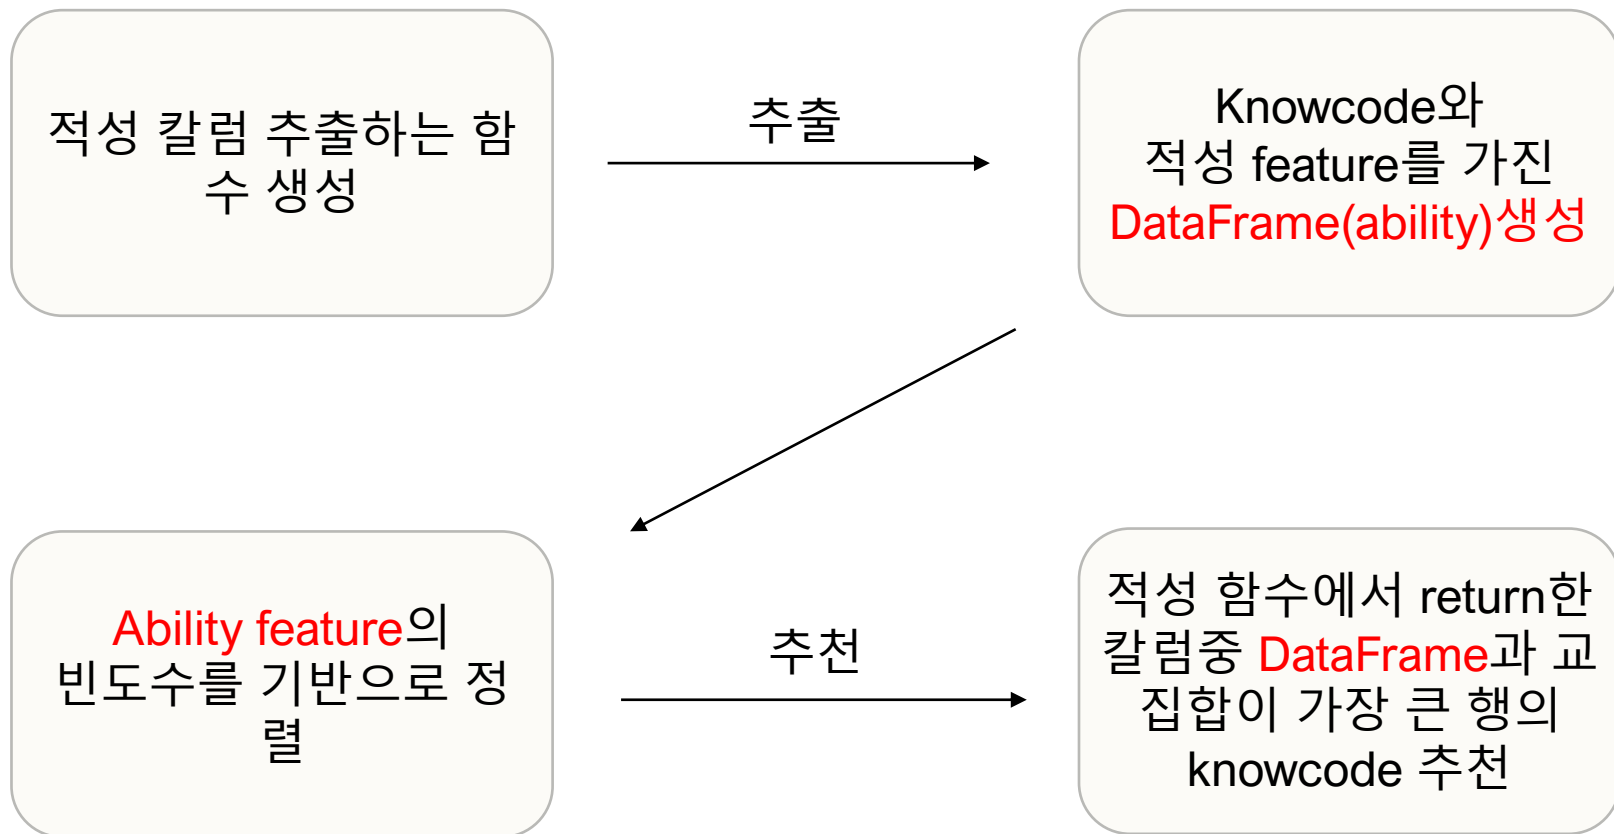 적성 칼럼 추출하는 함
수 생성
추출
Knowcode와
적성 feature를 가진
DataFrame(ability)생성
Ability feature의
빈도수를 기반으로 정
렬
추천
적성 함수에서 return한
칼럼중 DataFrame과 교
집합이 가장 큰 행의
knowcode 추천